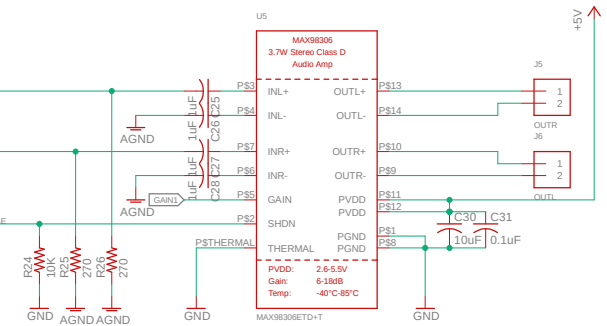 U5
+5V
MAX98306
3.7W Stereo Class D
Audio Amp
J5
P$3
INL+
OUTL+
P$13
1
1uF
C25
2
P$4
INL-
OUTL-
P$14
1uF
C26
AGND
OUTR
J6
P$7
INR+
OUTR+
P$10
1
1uF
C27
2
P$6
INR-
OUTR-
P$9
1uF
C28
OUTL
GAIN1
P$5
GAIN
PVDD
P$11
AGND
PVDD
P$12
C30
C31
E
P$2
SHDN
10uF
0.1uF
PGND
P$1
P$THERMAL
THERMAL
PGND
P$8
R24
10K
R25
270
R26
270
PVDD: 2.6-5.5V
Gain: 6-18dB
Temp: -40°C-85°C
GND
AGND
AGND
GND
MAX98306ETD+T
GND